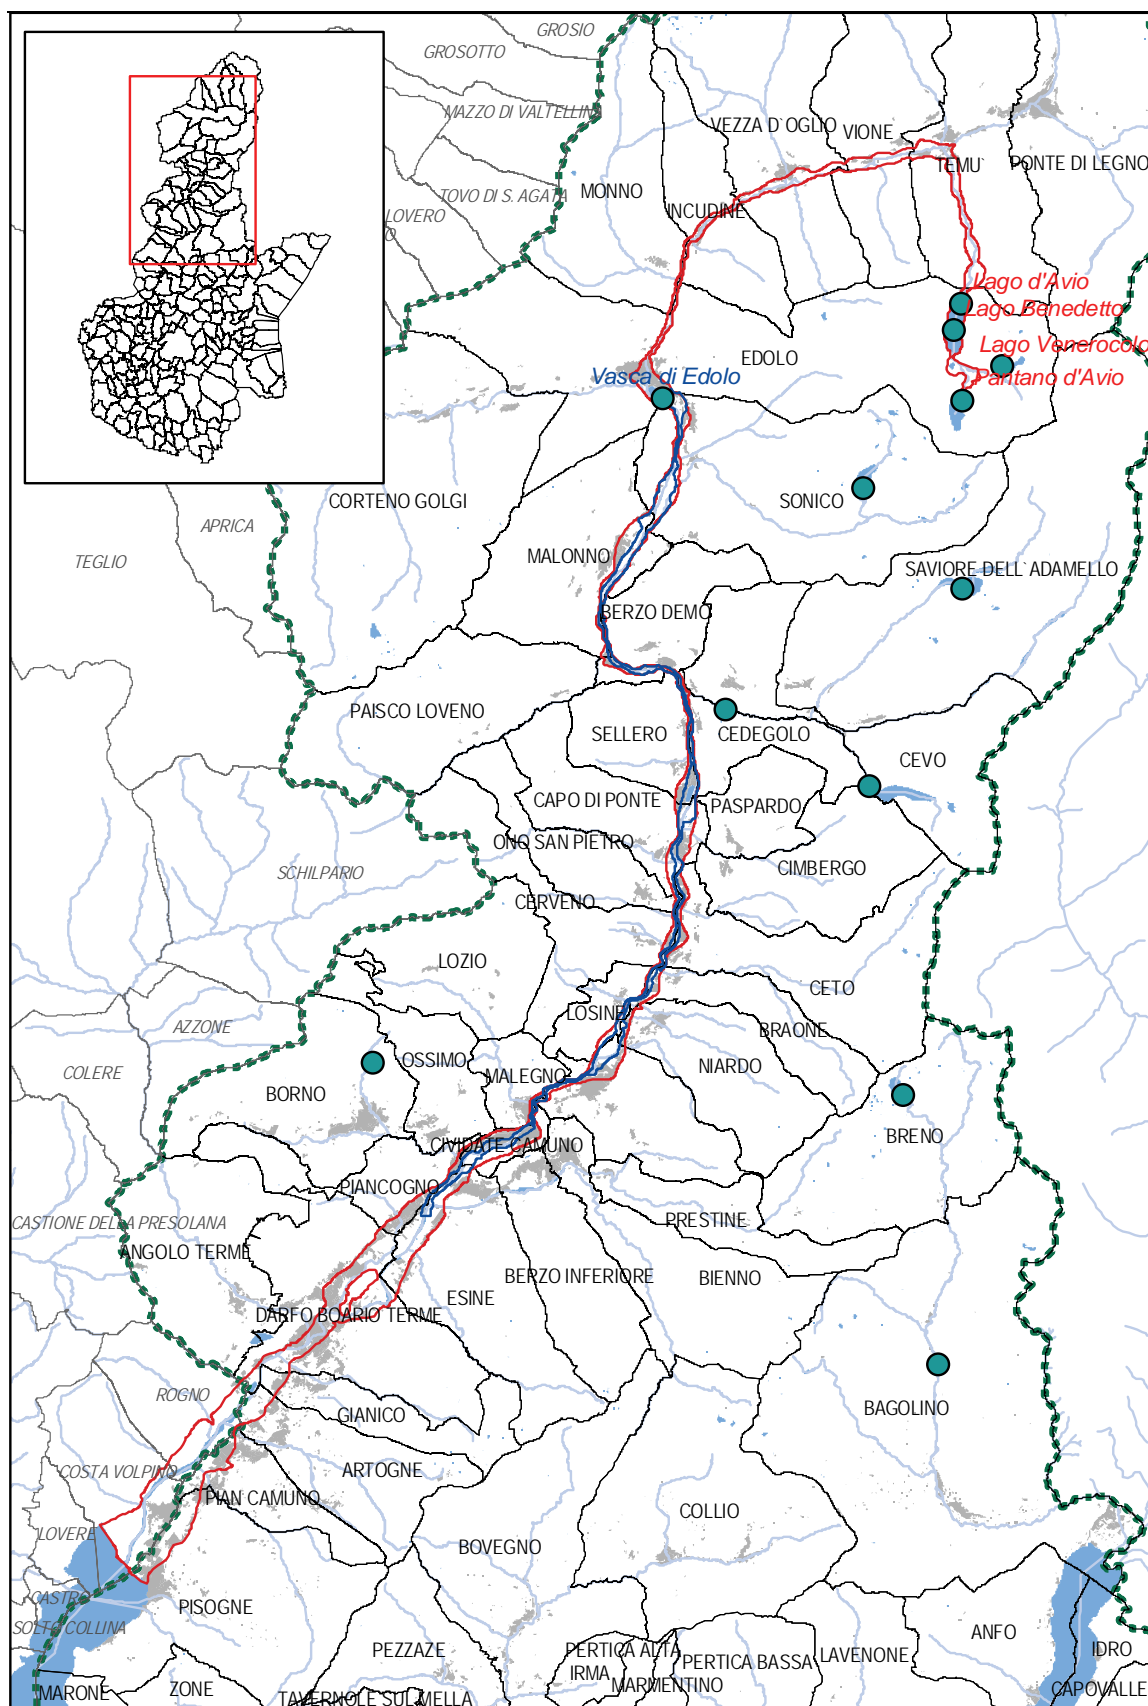 GROSIO
GROSOTTO
MAZZO DI VALTELLINA
VEZZA D`OGLIO
VIONE
TEMU`
PONTE DI LEGNO
TOVO DI S. AGATA
MONNO
LOVERO
INCUDINE
Lago d'Avio
Lago Benedetto
Lago Venerocolo
EDOLO
Vasca di Edolo
Pantano d'Avio
CORTENO GOLGI
SONICO
APRICA
TEGLIO
MALONNO
SAVIORE DELL`ADAMELLO
BERZO DEMO
PAISCO LOVENO
SELLERO
CEDEGOLO
CEVO
CAPO DI PONTE
PASPARDO
ONO SAN PIETRO
SCHILPARIO
CIMBERGO
CERVENO
LOZIO
CETO
LOSINE
AZZONE
BRAONE
OSSIMO
COLERE
MALEGNO
NIARDO
BORNO
BRENO
CIVIDATE CAMUNO
PIANCOGNO
CASTIONE DELLA PRESOLANA
PRESTINE
ANGOLO TERME
BERZO INFERIORE
BIENNO
ESINE
DARFO BOARIO TERME
ROGNO
GIANICO
BAGOLINO
COSTA VOLPINO
ARTOGNE
PIAN CAMUNO
COLLIO
LOVERE
BOVEGNO
CASTRO
PISOGNE
SOLTO COLLINA
ANFO
IDRO
PEZZAZE
PERTICA ALTA
PERTICA BASSA
LAVENONE
IRMA
MARONE
ZONE
MARMENTINO
CAPOVALLE
TAVERNOLE SUL MELLA